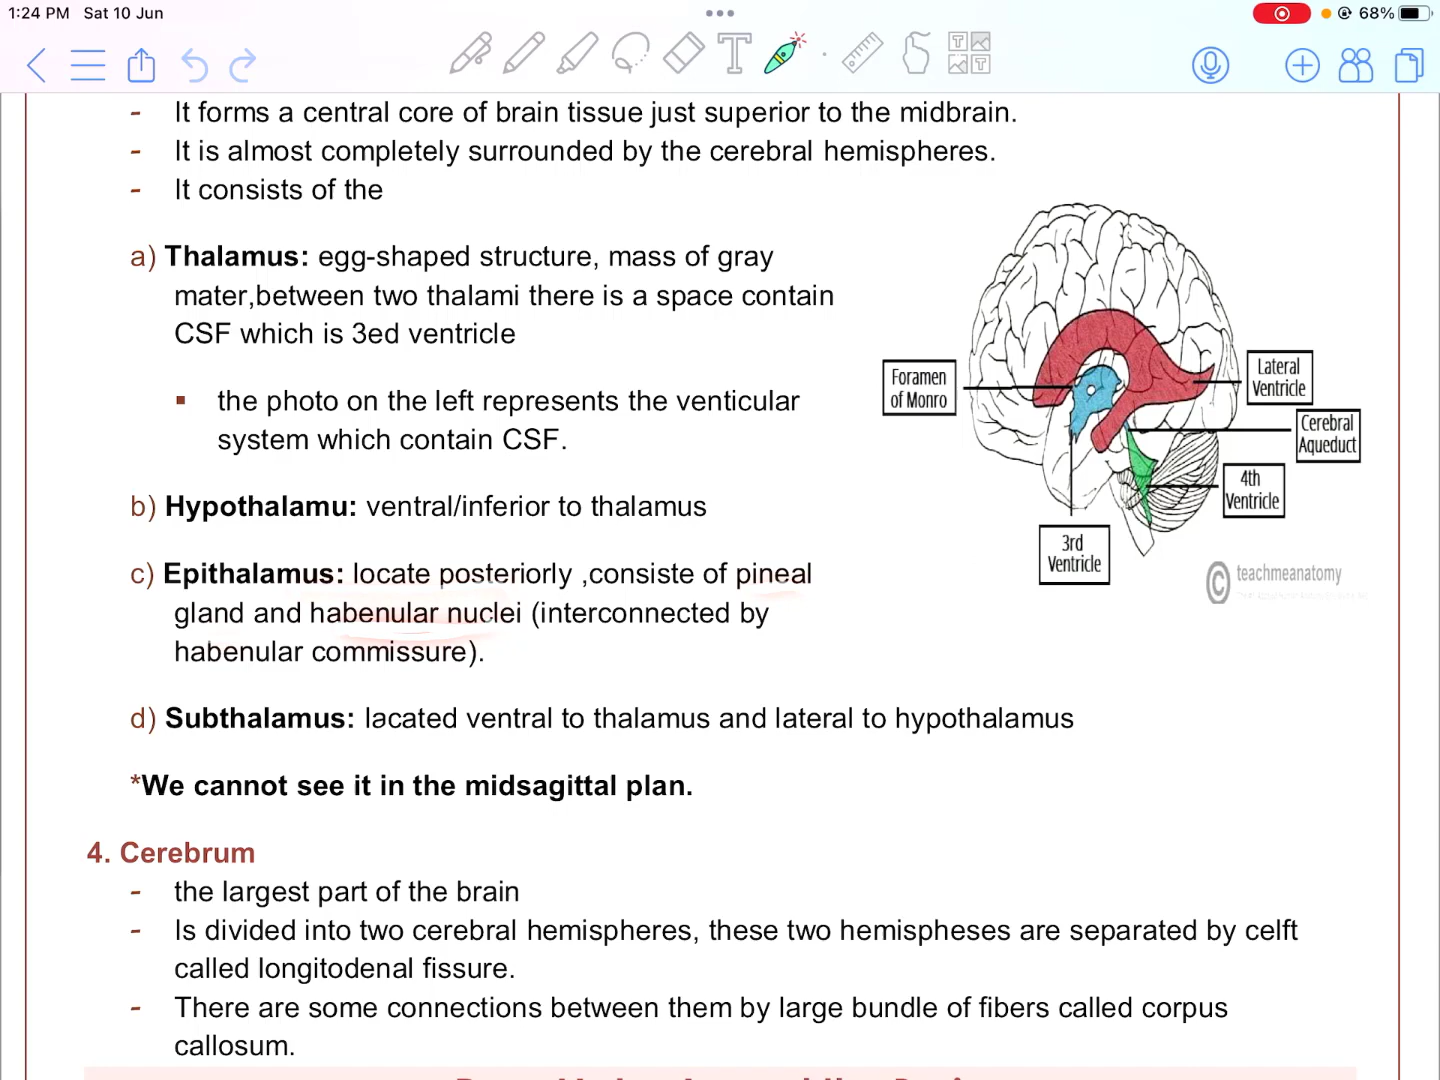 1:24 PM Sat 10 Jun
68%
- It forms a central core of brain tissue just superior to the midbrain.
- It is almost completely surrounded by the cerebral hemispheres.
- It consists of the
a) Thalamus: egg-shaped structure, mass of gray
mater,between two thalami there is a space contain
CSF which is 3ed ventricle
▪ the photo on the left represents the venticular
system which contain CSF.
b) Hypothalamu: ventral/inferior to thalamus
c) Epithalamus: locate posteriorly ,consiste of pineal
gland and habenular nuclei (interconnected by
habenular commissure).
d) Subthalamus: lacated ventral to thalamus and lateral to hypothalamus
*We cannot see it in the midsagittal plan.
Foramen
of Monro
Lateral
Ventricle
Cerebral
Aqueduct
4th
Ventricle
3rd
Ventricle
© teachmeanatomy
4. Cerebrum
- the largest part of the brain
- Is divided into two cerebral hemispheres, these two hemispheses are separated by celft
called longitodenal fissure.
- There are some connections between them by large bundle of fibers called corpus
callosum.